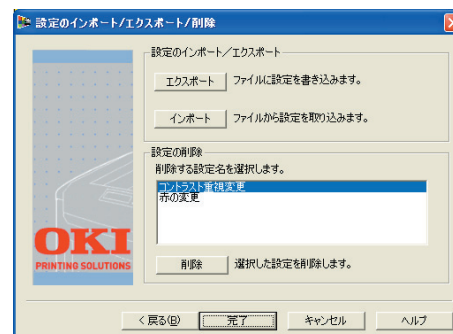 設定のインポート/エクスポート/削除
設定のインポート/エクスポート
エクスポート ファイルに設定を書き込みます。
インポート ファイルから設定を取り込みます。
設定の削除
削除する設定名を選択します。
コントラスト重視変更
赤の変更
OKI
PRINTING SOLUTIONS
削除 選択した設定を削除します。
< 戻る(B) 完了 キャンセル ヘルプ